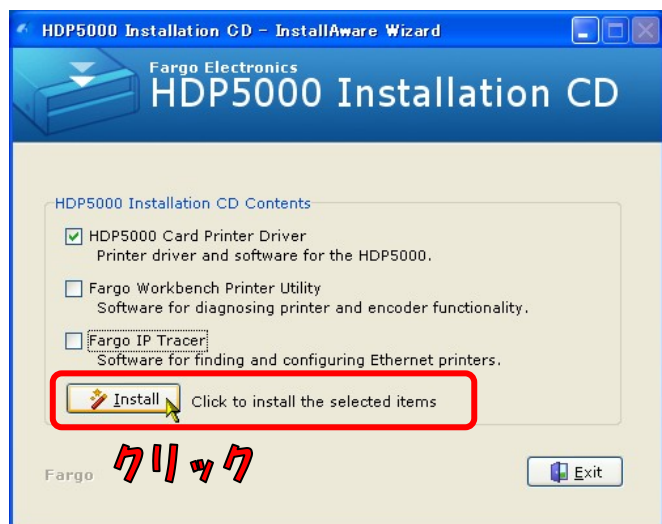 HDP5000 Installation CD - InstallAware Wizard
Fargo Electronics
HDP5000 Installation CD
HDP5000 Installation CD Contents
HDP5000 Card Printer Driver
Printer driver and software for the HDP5000.
Fargo Workbench Printer Utility
Software for diagnosing printer and encoder functionality.
Fargo IP Tracer
Software for finding and configuring Ethernet printers.
Install Click to install the selected items
クリック
Fargo
Exit